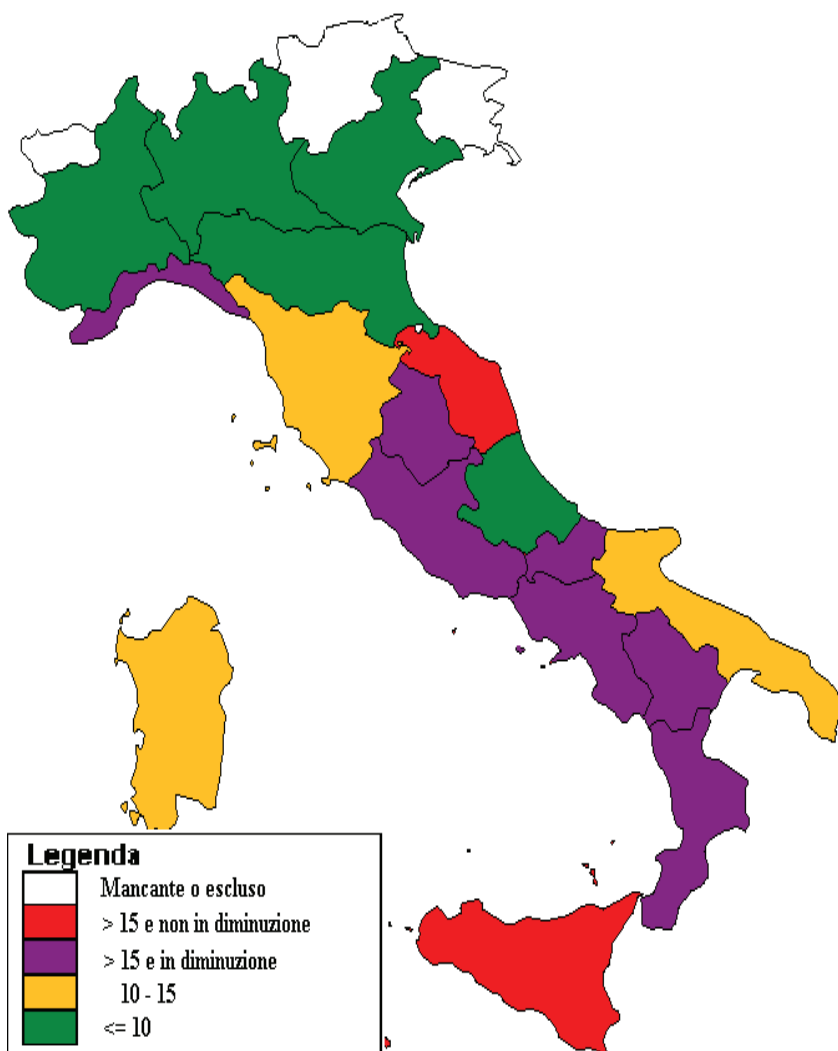 Legenda
Mancante o escluso
> 15 e non in diminuzione
> 15 e in diminuzione
10 - 15
<= 10